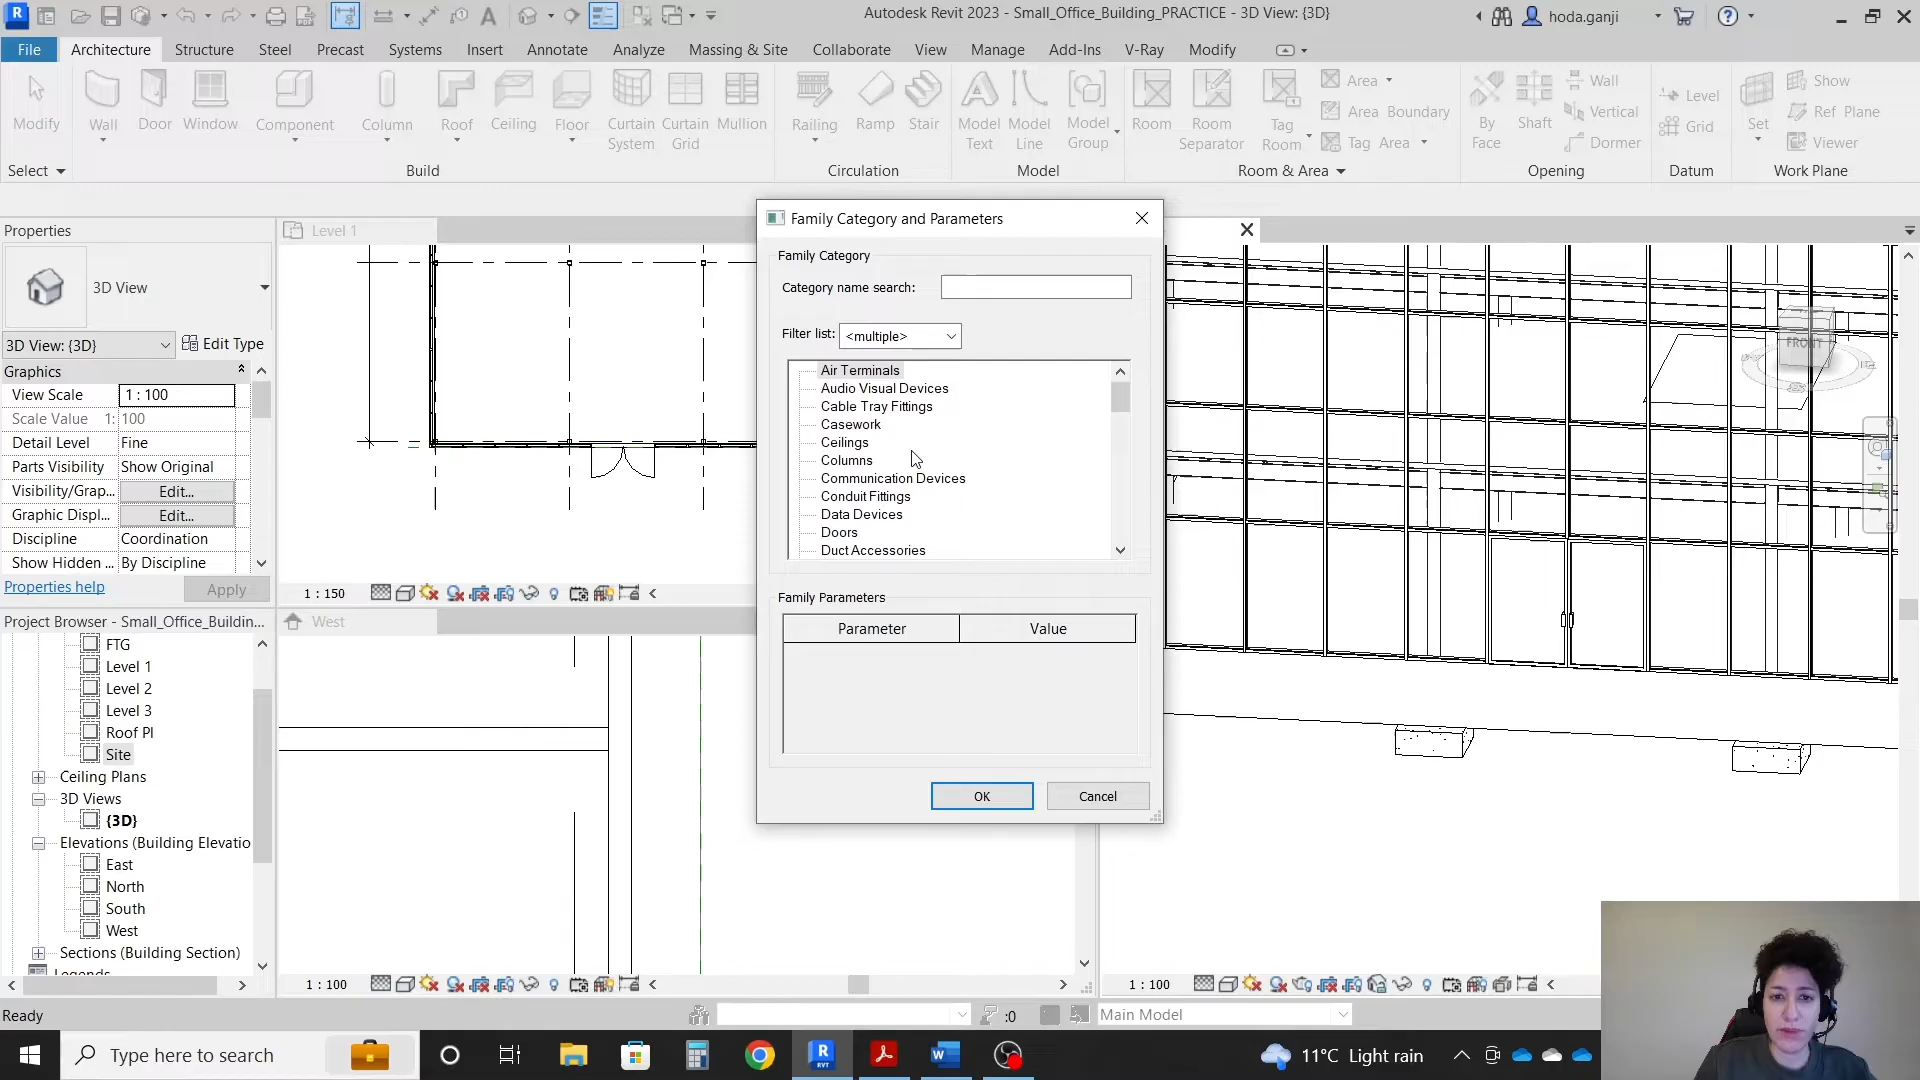 Autodesk Revit 2023 - Small_Office_Building_PRACTICE - 3D View: {3D}
hoda.ganji
File
Architecture
Structure
Steel
Precast
Systems
Insert
Annotate
Analyze
Massing & Site
Collaborate
View
Manage
Add-Ins
V-Ray
Modify
Modify
Wall
Door
Window
Component
Column
Roof
Ceiling
Floor
Curtain System
Curtain Grid
Mullion
Railing
Ramp
Stair
Model Text
Model Line
Model Group
Room
Room Separator
Tag Room
Area
Area Boundary
Tag Area
By Face
Shaft
Wall
Vertical
Dormer
Level
Grid
Set
Show
Ref Plane
Viewer
Select
Build
Circulation
Model
Room & Area
Opening
Datum
Work Plane
Properties
3D View
3D View: {3D}
Edit Type
Graphics
View Scale 1 : 100
Scale Value 1: 100
Detail Level Fine
Parts Visibility Show Original
Visibility/Grap... Edit...
Graphic Displ... Edit...
Discipline Coordination
Show Hidden ... By Discipline
Properties help
Apply
Project Browser - Small_Office_Buildin...
FTG
Level 1
Level 2
Level 3
Roof Pl
Site
Ceiling Plans
3D Views
{3D}
Elevations (Building Elevatio
East
North
South
West
Sections (Building Section)
Legends
Level 1
1 : 150
West
1 : 100
Family Category and Parameters
Family Category
Category name search:
Filter list: <multiple>
Air Terminals
Audio Visual Devices
Cable Tray Fittings
Casework
Ceilings
Columns
Communication Devices
Conduit Fittings
Data Devices
Doors
Duct Accessories
Family Parameters
Parameter Value
OK
Cancel
FRONT
1 : 100
Ready
:0
Main Model
Type here to search
11°C Light rain